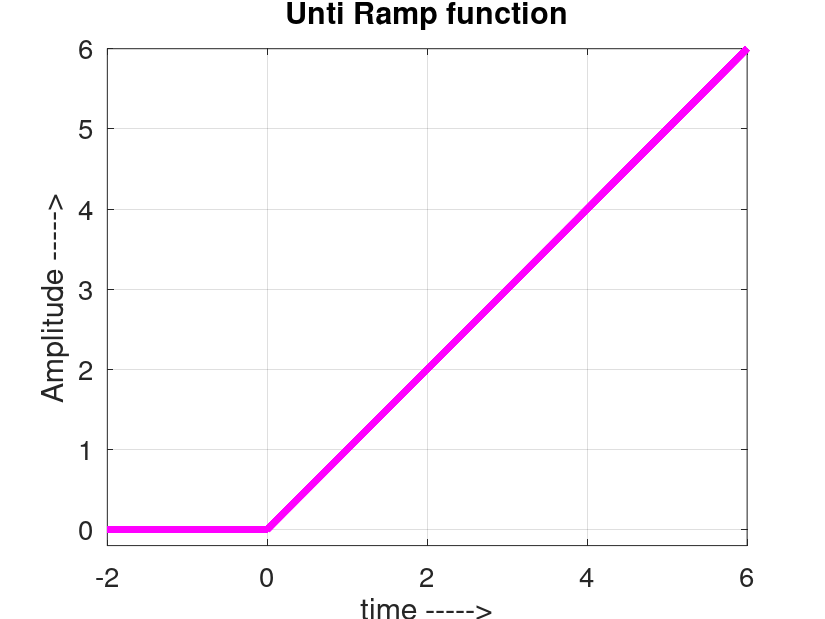 Unti Ramp function
6
5
4
3
2
1
0
Amplitude ----->
-2 0 2 4 6
time ----->